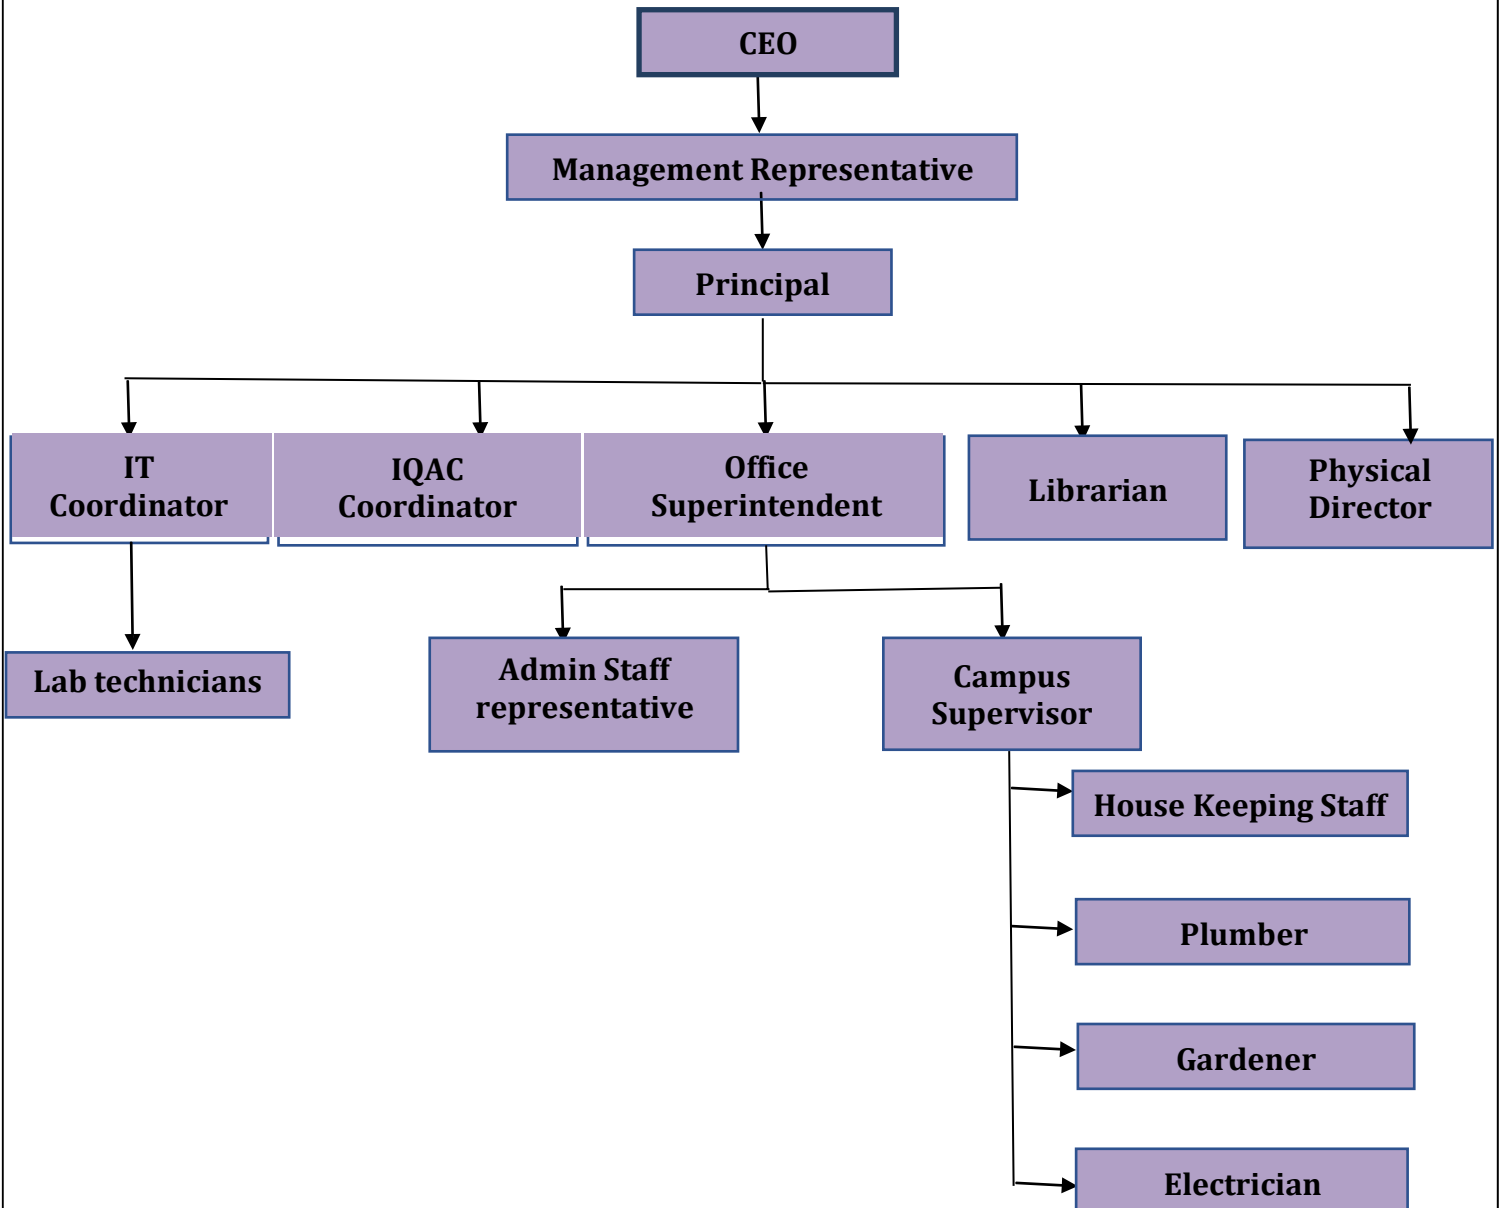 CEO
Management Representative
Principal
IT
Coordinator
IQAC
Coordinator
Office
Superintendent
Librarian
Physical
Director
Lab technicians
Admin Staff
representative
Campus
Supervisor
House Keeping Staff
Plumber
Gardener
Electrician